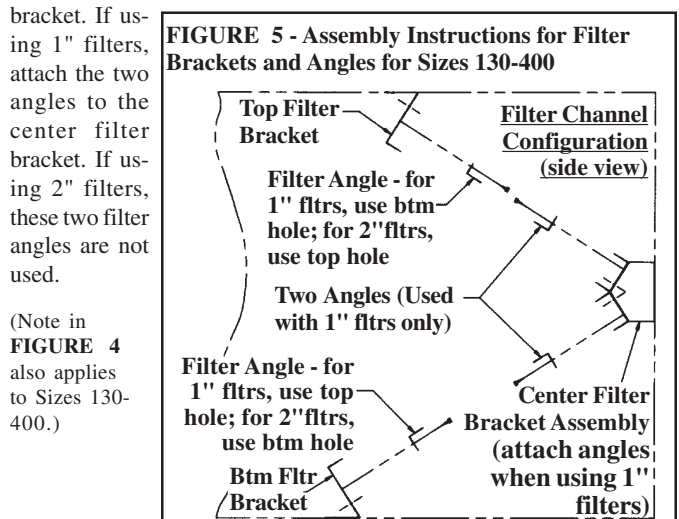 bracket. If us-
ing 1" filters,
attach the two
angles to the
center filter
bracket. If us-
ing 2" filters,
these two filter
angles are not
used.
(Note in
FIGURE 4
also applies
to Sizes 130-
400.)
FIGURE 5 - Assembly Instructions for Filter
Brackets and Angles for Sizes 130-400
Top Filter
Bracket
Filter Channel
Configuration
(side view)
Filter Angle - for
1" fltrs, use btm
hole; for 2"fltrs,
use top hole
Two Angles (Used
with 1" fltrs only)
Filter Angle - for
1" fltrs, use top
hole; for 2"fltrs,
use btm hole
Center Filter
Bracket Assembly
(attach angles
when using 1"
filters)
Btm Fltr
Bracket